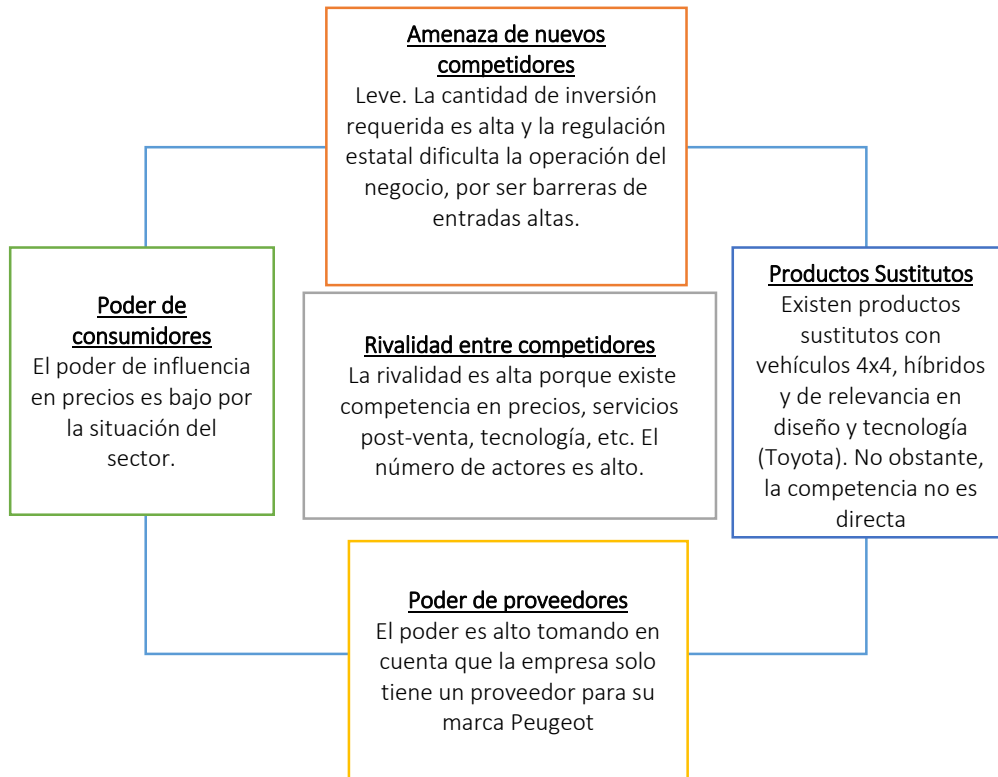 Amenaza de nuevos
competidores
Leve. La cantidad de inversión
requerida es alta y la regulación
estatal dificulta la operación del
negocio, por ser barreras de
entradas altas.
Poder de
consumidores
El poder de influencia
en precios es bajo por
la situación del
sector.
Rivalidad entre competidores
La rivalidad es alta porque existe
competencia en precios, servicios
post-venta, tecnología, etc. El
número de actores es alto.
Productos Sustitutos
Existen productos
sustitutos con
vehículos 4x4, híbridos
y de relevancia en
diseño y tecnología
(Toyota). No obstante,
la competencia no es
directa
Poder de proveedores
El poder es alto tomando en
cuenta que la empresa solo
tiene un proveedor para su
marca Peugeot